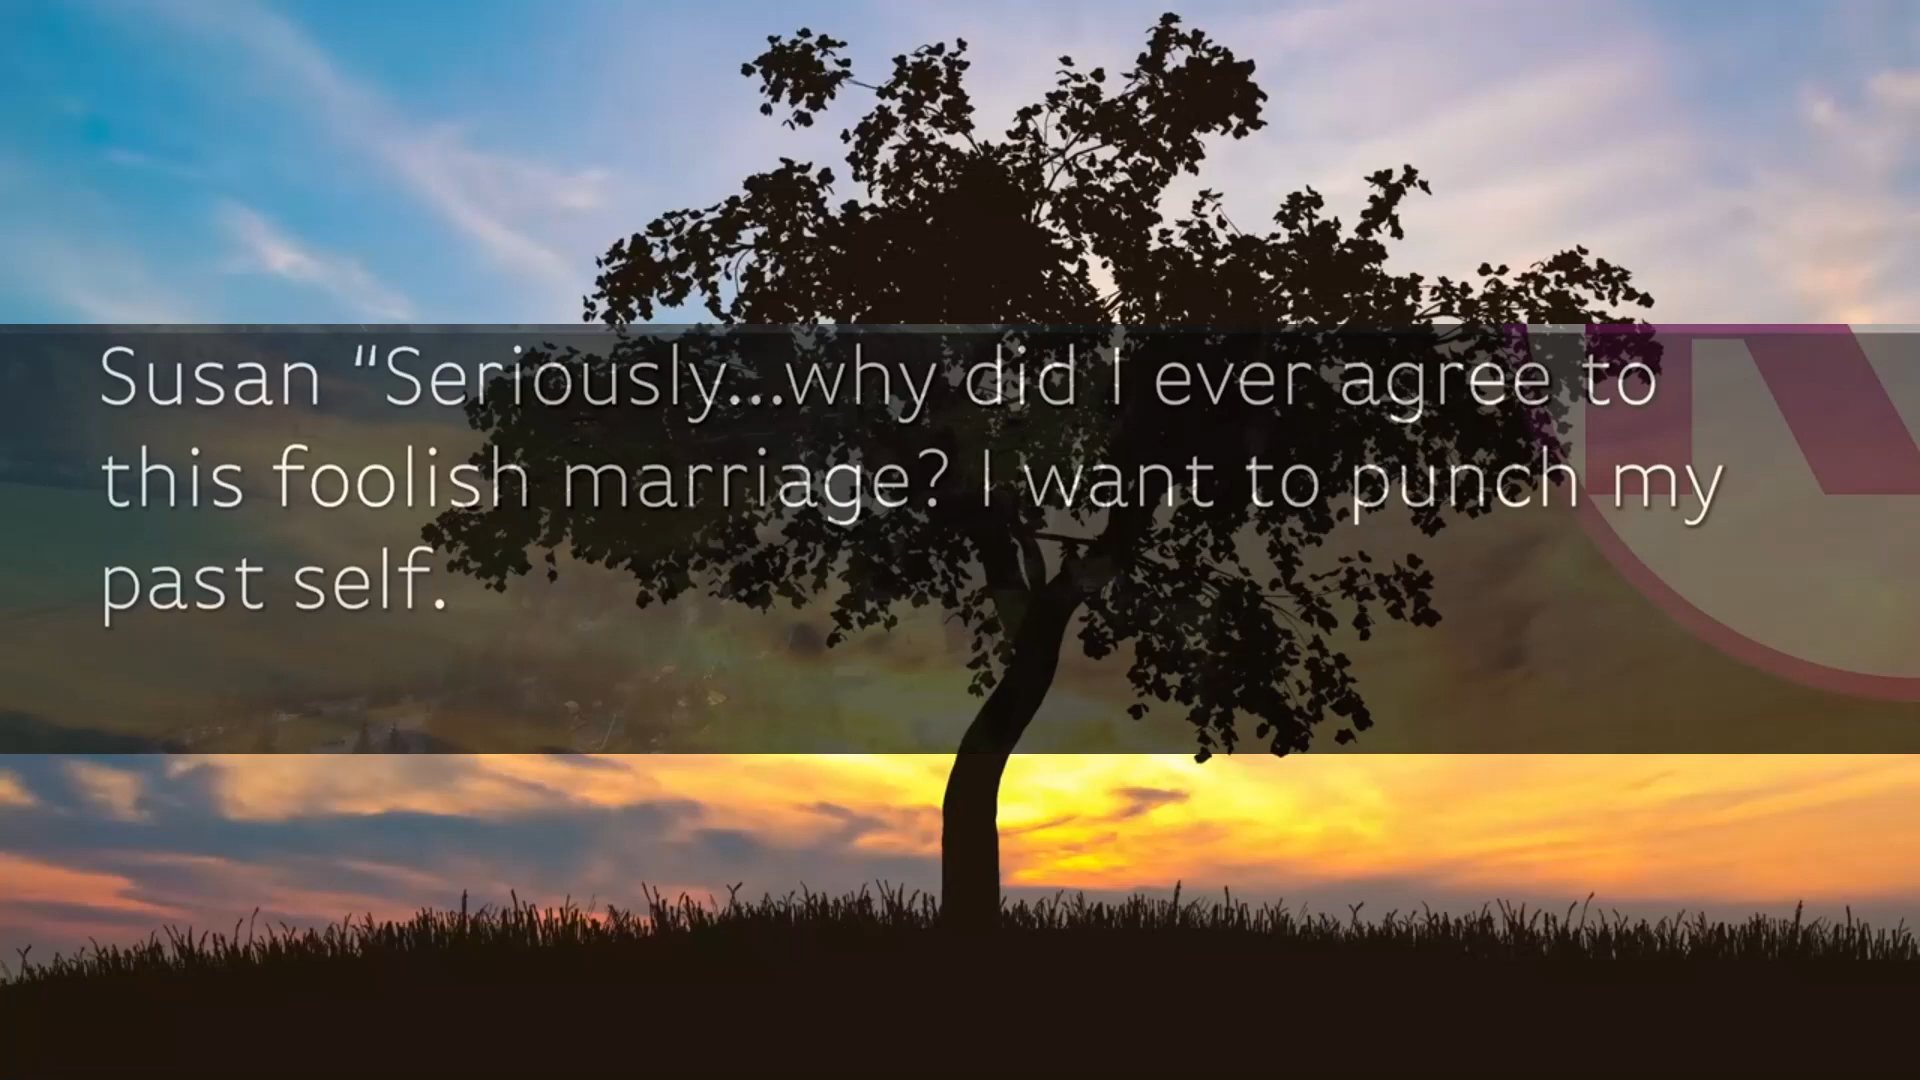 Susan “Seriously...why did I ever agree to
this foolish marriage? I want to punch my
past self.